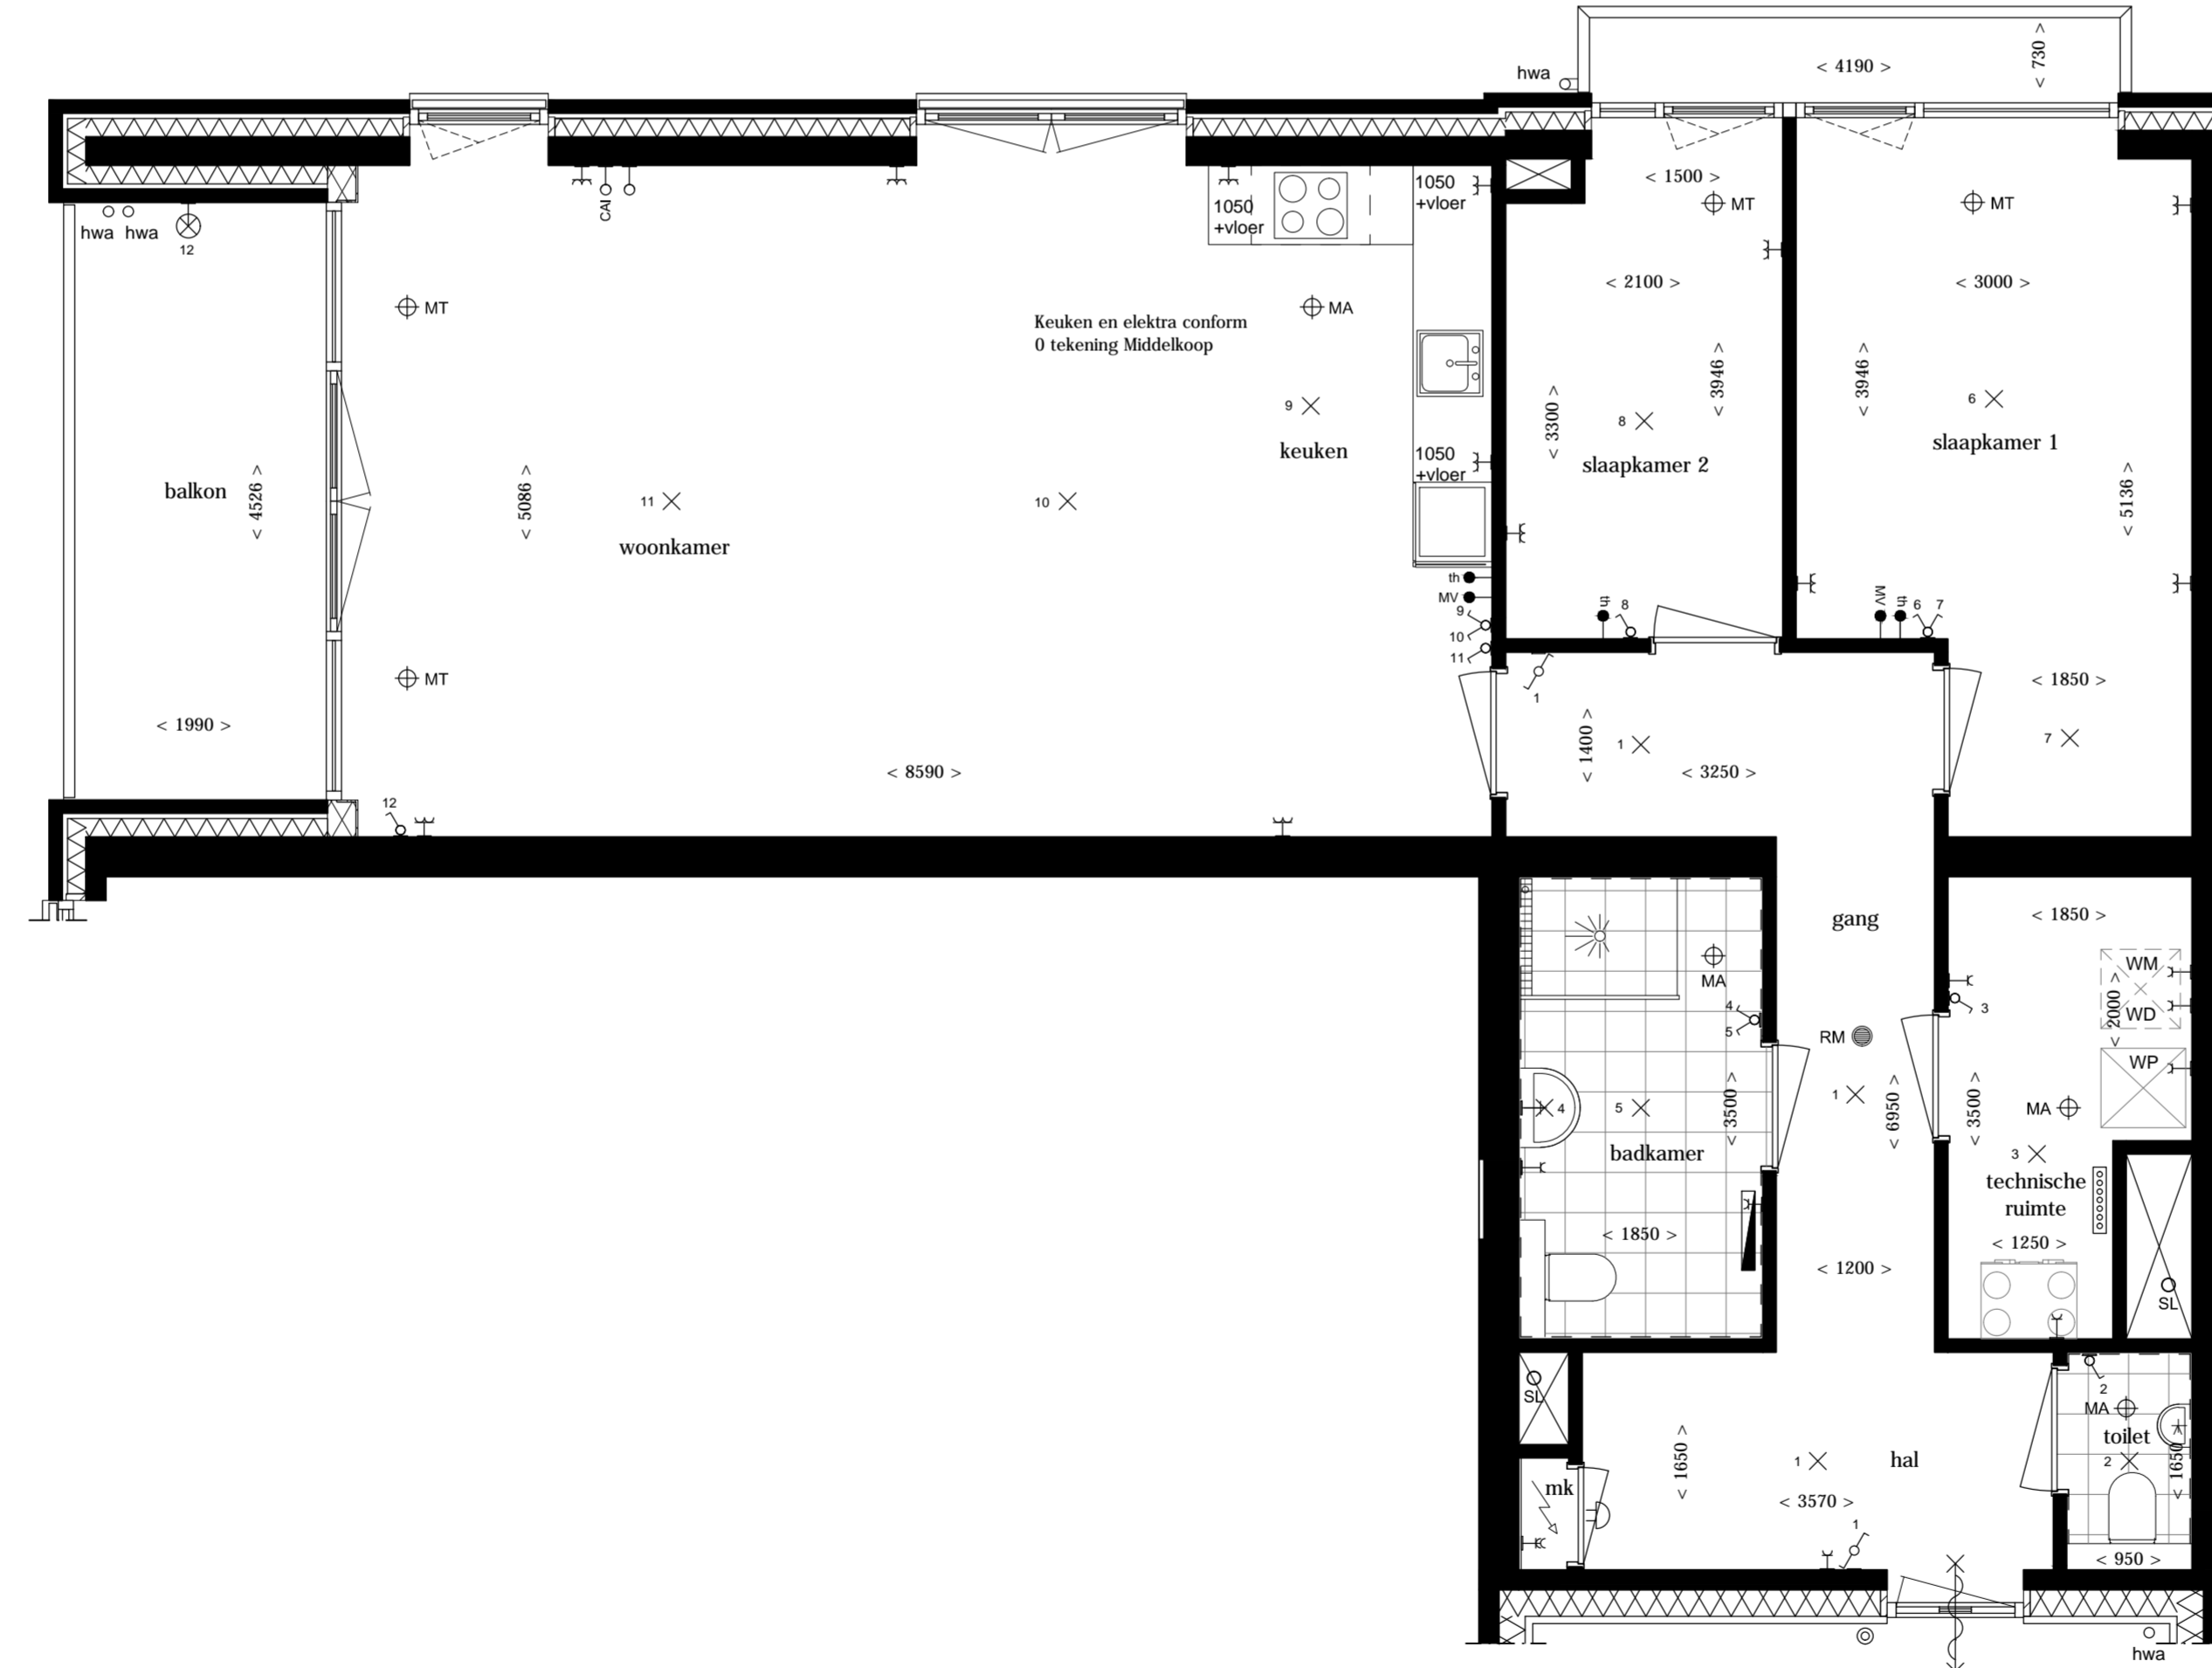 hwa
< 4190 >
< 730 >
CAI
hwa hwa
12
1050
+vloer
1050
+vloer
< 1500 >
MT
MT
MT
Keuken en elektra conform
0 tekening Middelkoop
MA
< 2100 >
< 3000 >
< 3946 >
< 3946 >
< 3300 >
9
keuken
8
slaapkamer 2
6
slaapkamer 1
1050
+vloer
balkon
< 4526 >
< 5086 >
11
woonkamer
10
< 5136 >
th
MV
9
10
11
th
8
MV
th
6
7
MT
< 1990 >
< 8590 >
1
< 1400 >
1
< 3250 >
< 1850 >
7
12
gang
< 1850 >
MA
4
5
RM
3
WM
WD
< 2000 >
WP
4
5
< 3500 >
badkamer
1
< 6950 >
< 3500 >
MA
3
technische
ruimte
< 1850 >
< 1250 >
< 1200 >
SL
SL
2
MA
toilet
2
< 1650 >
< 1650 >
1
hal
mk
< 3570 >
1
< 950 >
hwa